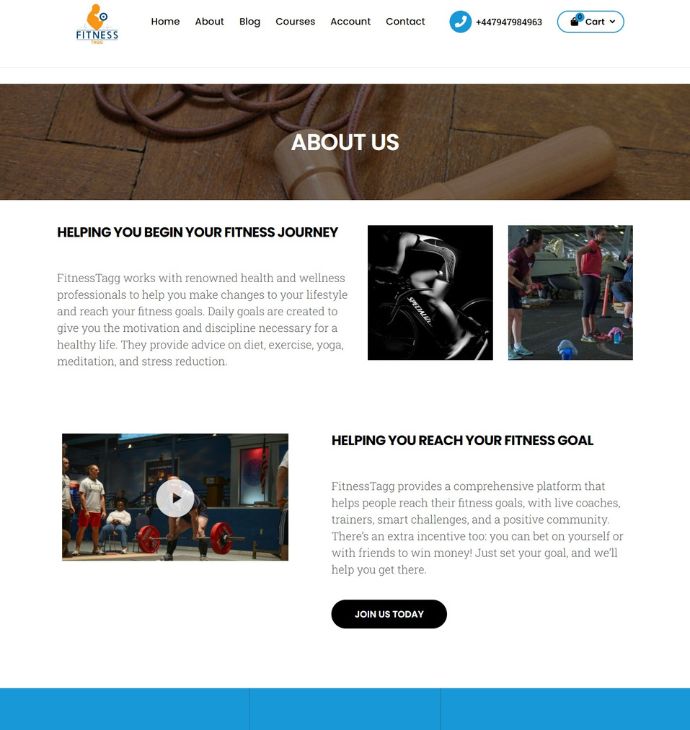 FITNESS
TAGG
Home About Blog Courses Account Contact +447947984963 0 Cart
ABOUT US
HELPING YOU BEGIN YOUR FITNESS JOURNEY
FitnessTagg works with renowned health and wellness
professionals to help you make changes to your lifestyle
and reach your fitness goals. Daily goals are created to
give you the motivation and discipline necessary for a
healthy life. They provide advice on diet, exercise, yoga,
meditation, and stress reduction.
SPECIALIZED
HELPING YOU REACH YOUR FITNESS GOAL
FitnessTagg provides a comprehensive platform that
helps people reach their fitness goals, with live coaches,
trainers, smart challenges, and a positive community.
There's an extra incentive too: you can bet on yourself or
with friends to win money! Just set your goal, and we'll
help you get there.
JOIN US TODAY